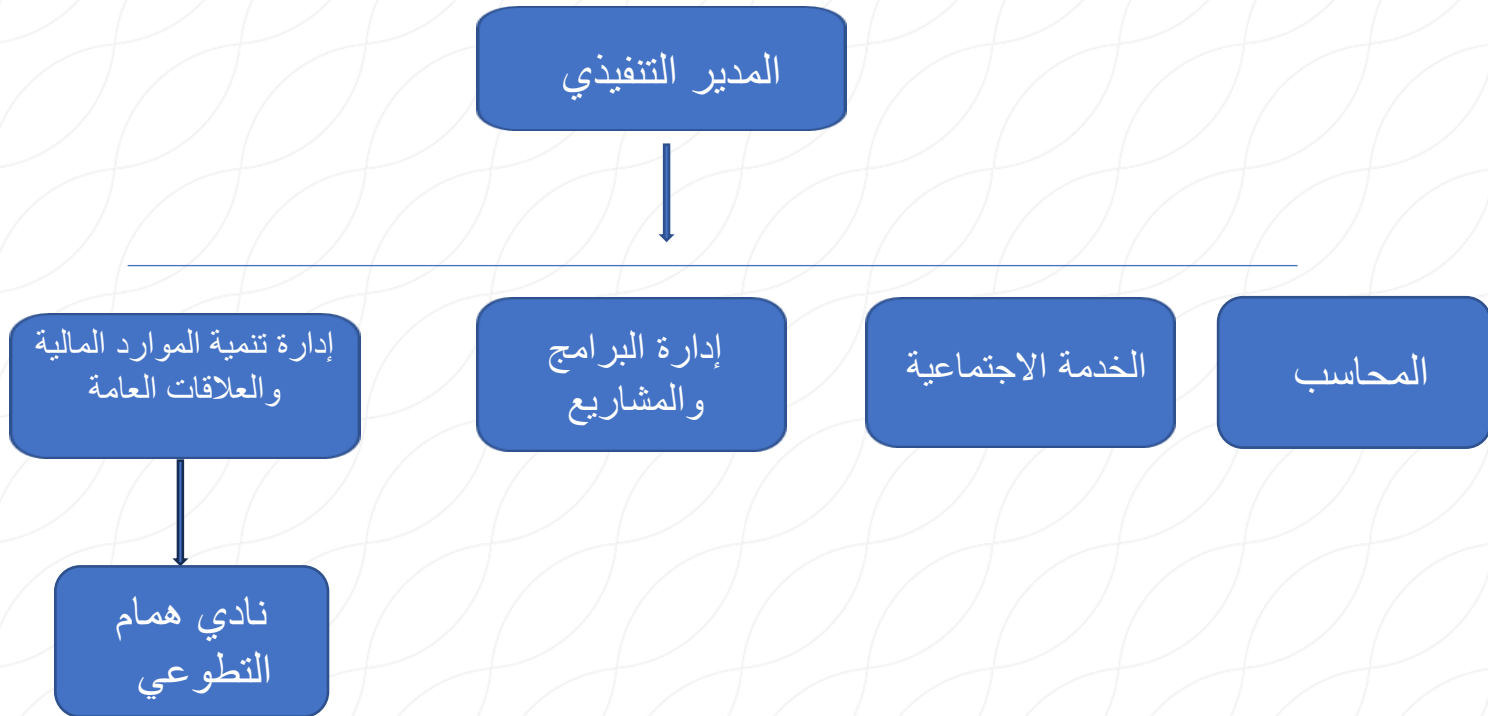 المدير التنفيذي
المحاسب
الخدمة الاجتماعية
إدارة البرامج
والمشاريع
إدارة تنمية الموارد المالية
والعلاقات العامة
نادي همام
التطوعي